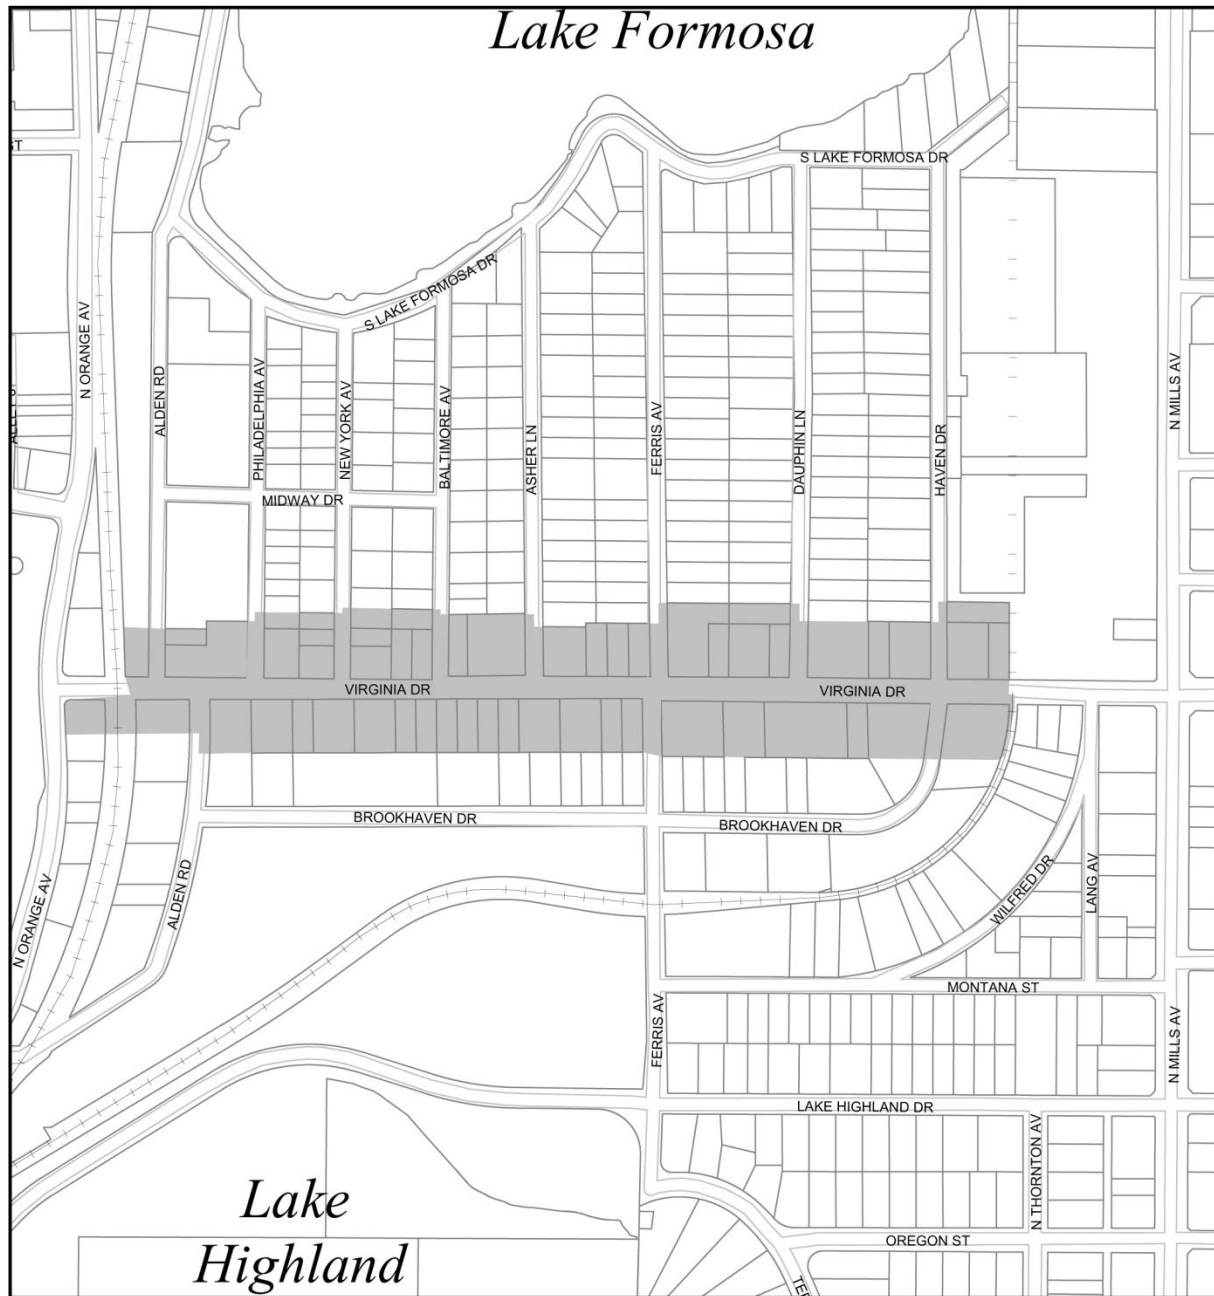 Lake Formosa
ST
S LAKE FORMOSA DR
S LAKE FORMOSA DR
N ORANGE AV
ALDEN RD
PHILADELPHIA AV
NEW YORK AV
BALTIMORE AV
ASHER LN
FERRIS AV
DAUPHIN LN
HAVEN DR
N MILLS AV
MIDWAY DR
VIRGINIA DR
VIRGINIA DR
BROOKHAVEN DR
BROOKHAVEN DR
N ORANGE AV
ALDEN RD
WILFRED DR
LANG AV
MONTANA ST
FERRIS AV
N MILLS AV
LAKE HIGHLAND DR
N THORNTON AV
Lake
Highland
OREGON ST